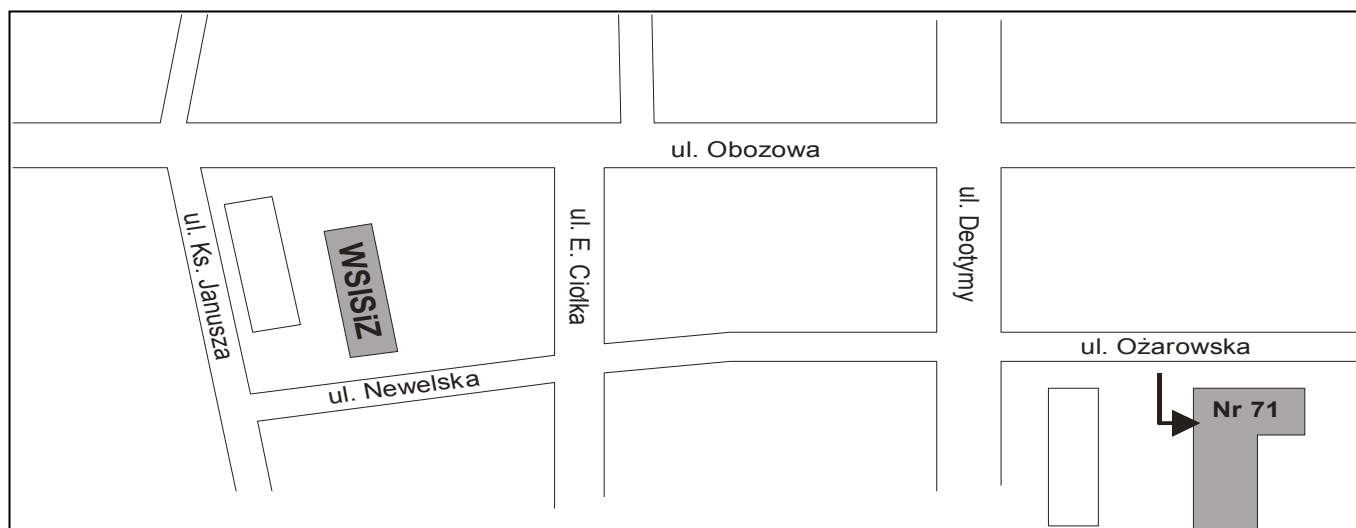 ul. Obozowa
ul. Ks. Janusza
WSISiZ
ul. E. Ciołka
ul. Deotymy
ul. Newelska
ul. Ożarowska
Nr 71